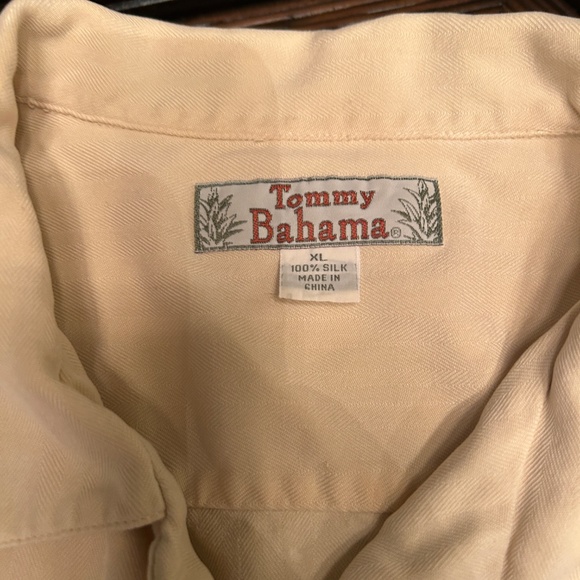 Tommy
Bahama®
XL
100% SILK
MADE IN
CHINA